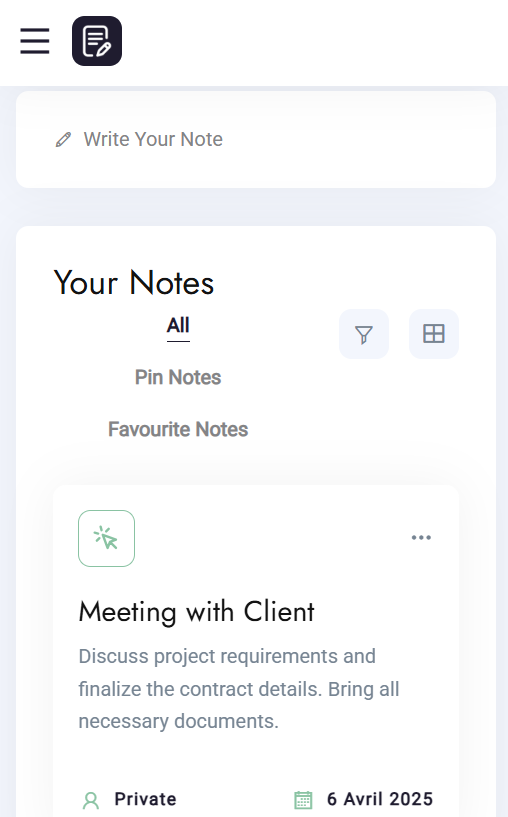 Write Your Note
Your Notes
All
Pin Notes
Favourite Notes
Meeting with Client
Discuss project requirements and
finalize the contract details. Bring all
necessary documents.
Private
6 Avril 2025